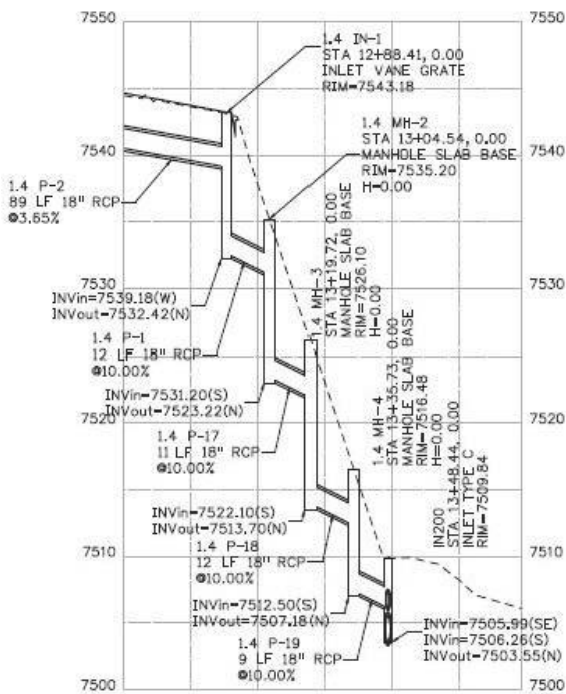 7550
7550
1.4 IN-1
STA 12+88.41, 0.00
INLET VANE GRATE
RIM=7543.18
1.4 MH-2
STA 13+04.54, 0.00
MANHOLE SLAB BASE
RIM=7535.20
H=0.00
7540
7540
1.4 P-2
89 LF 18" RCP
@3.65%
1.4 MH-3
STA 13+19.72, 0.00
MANHOLE SLAB BASE
RIM=7526.10
H=0.00
7530
7530
INVin=7539.18(W)
INVout=7532.42(N)
1.4 P-1
12 LF 18" RCP
@10.00%
1.4 MH-4
STA 13+35.73, 0.00
MANHOLE SLAB BASE
RIM=7516.48
H=0.00
INVin=7531.20(S)
INVout=7523.22(N)
7520
7520
1.4 P-17
11 LF 18" RCP
@10.00%
IN200
STA 13+48.44, 0.00
INLET TYPE C
RIM=7509.84
INVin=7522.10(S)
INVout=7513.70(N)
7510
7510
1.4 P-18
12 LF 18" RCP
@10.00%
INVin=7512.50(S)
INVout=7507.18(N)
INVin=7505.99(SE)
INVin=7506.26(S)
INVout=7503.55(N)
1.4 P-19
9 LF 18" RCP
@10.00%
7500
7500